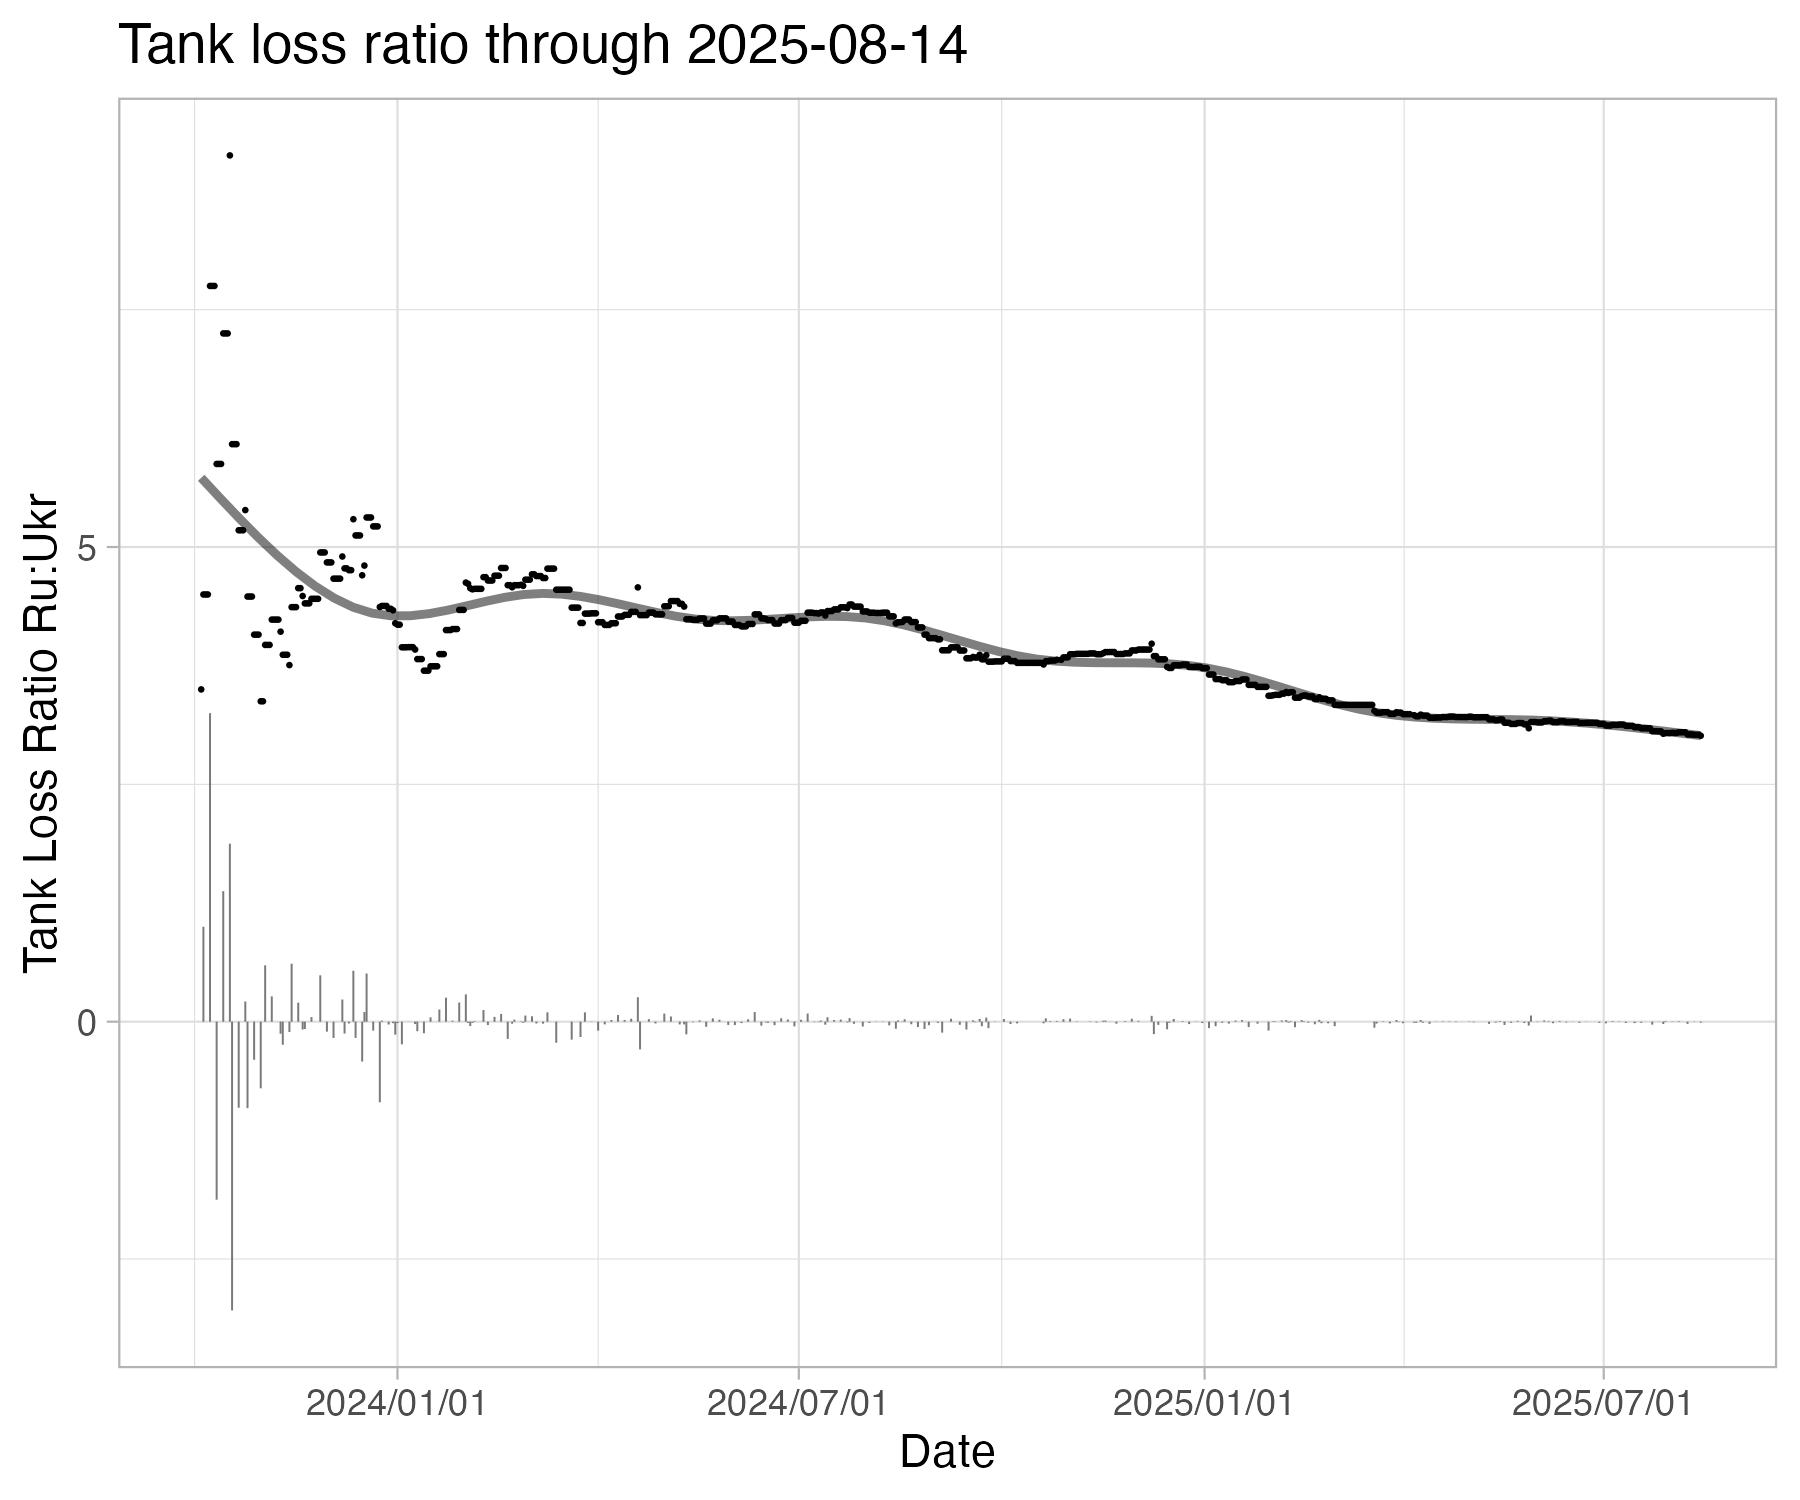 Tank loss ratio through 2025-08-14
Tank Loss Ratio Ru:Ukr
5
0
2024/01/01
2024/07/01
2025/01/01
2025/07/01
Date